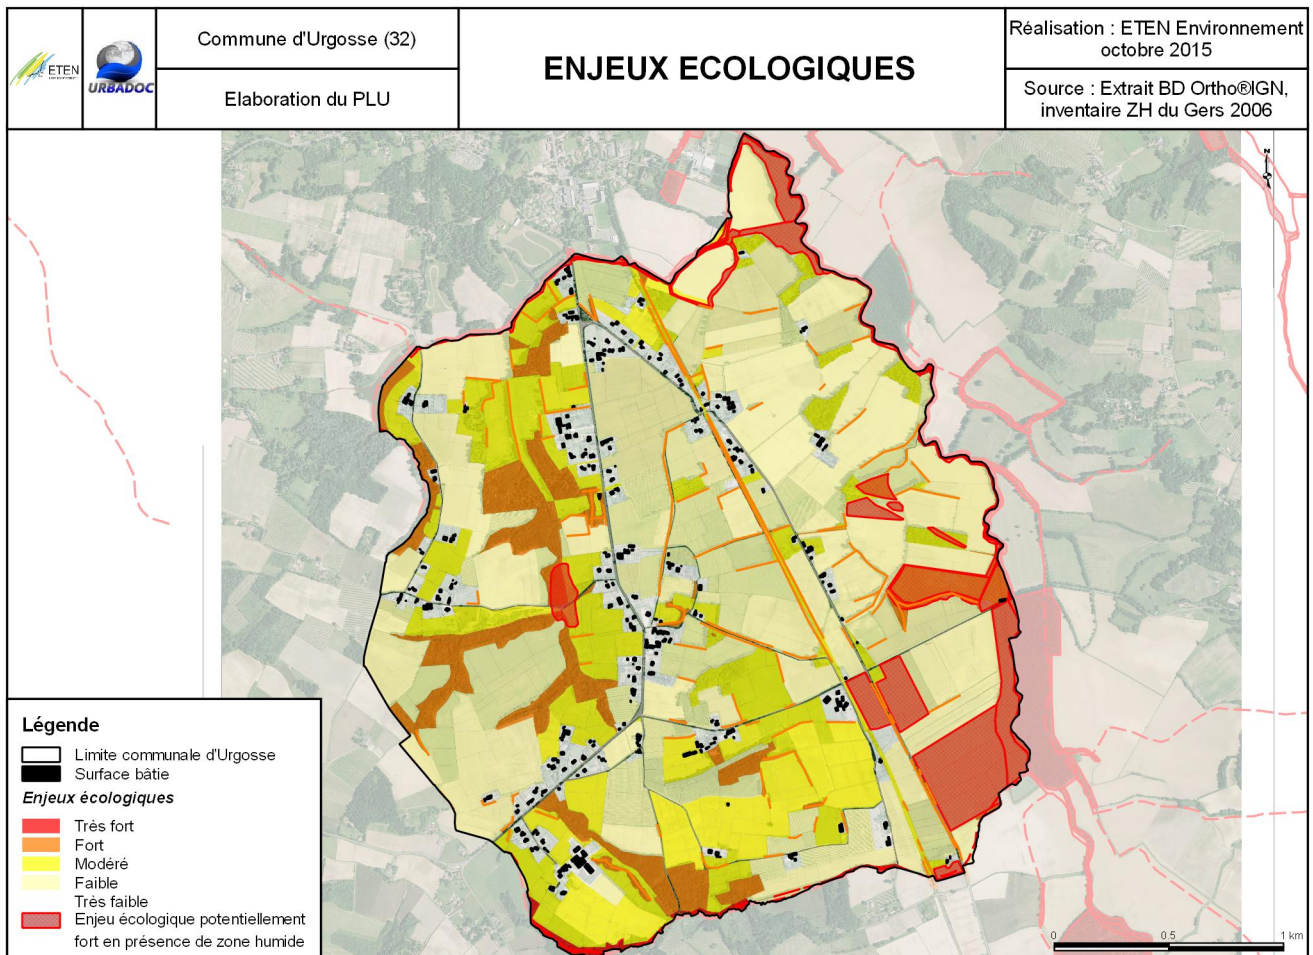 ETEN
URBADOC
Commune d'Urgosse (32)
Elaboration du PLU
ENJEUX ECOLOGIQUES
Réalisation : ETEN Environnement
octobre 2015
Source : Extrait BD Ortho®IGN,
inventaire ZH du Gers 2006
N
Légende
Limite communale d'Urgosse
Surface bâtie
Enjeux écologiques
Très fort
Fort
Modéré
Faible
Très faible
Enjeu écologique potentiellement
fort en présence de zone humide
0 0.5 1 km